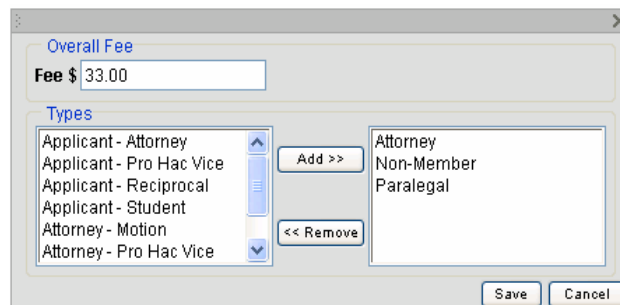 Overall Fee
Fee $ 33.00
Types
Applicant - Attorney
Applicant - Pro Hac Vice
Applicant - Reciprocal
Applicant - Student
Attorney - Motion
Attorney - Pro Hac Vice
Add >>
<< Remove
Attorney
Non-Member
Paralegal
Save
Cancel